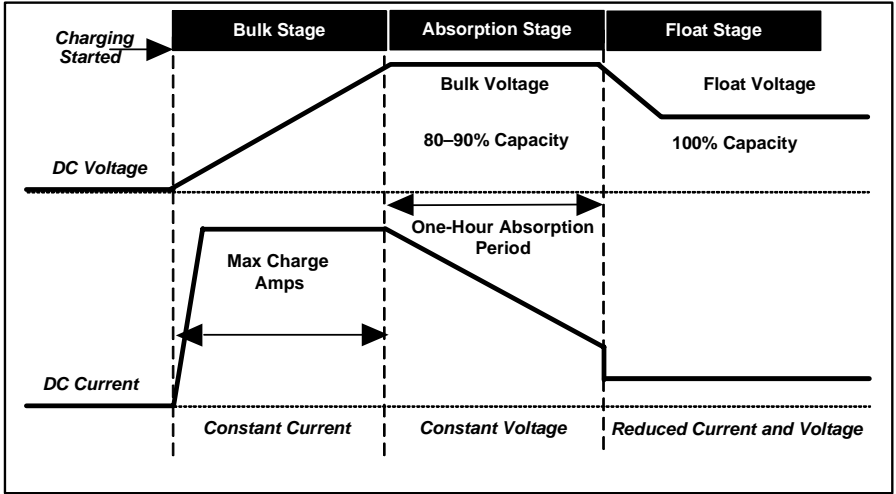 Charging
Started
Bulk Stage
Absorption Stage
Float Stage
Bulk Voltage
Float Voltage
80–90% Capacity
100% Capacity
DC Voltage
One-Hour Absorption
Period
Max Charge
Amps
DC Current
Constant Current
Constant Voltage
Reduced Current and Voltage